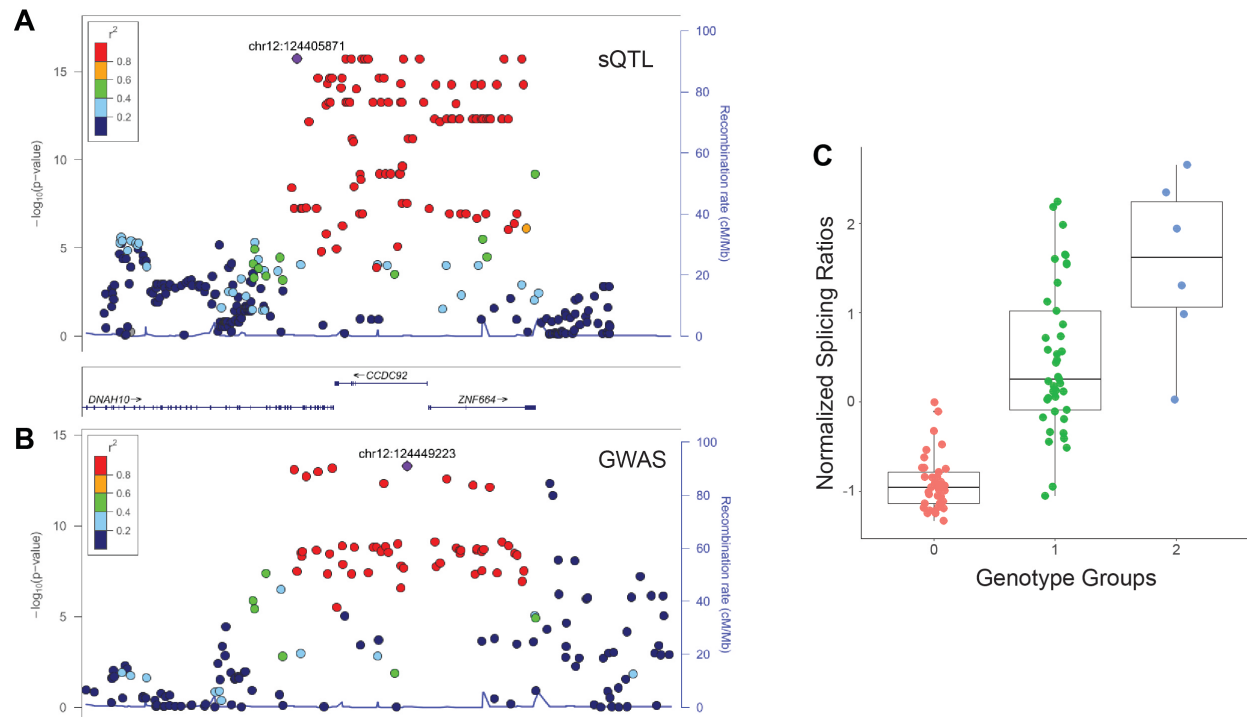 A
r2
0.8
0.6
0.4
0.2
chr12:124405871
sQTL
15
10
5
0
−log10(p−value)
100
80
60
40
20
0
Recombination rate (cM/Mb)
DNAH10→
←CCDC92
ZNF664→
B
r2
0.8
0.6
0.4
0.2
chr12:124449223
GWAS
15
10
5
0
−log10(p−value)
100
80
60
40
20
0
Recombination rate (cM/Mb)
C
Normalized Splicing Ratios
2
1
0
-1
0 1 2
Genotype Groups